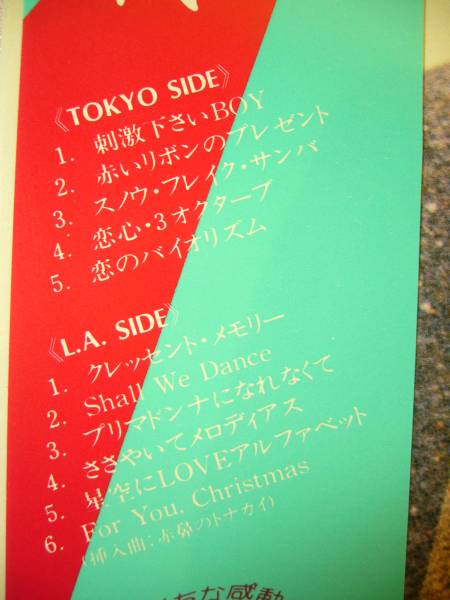 《TOKYO SIDE》
1. 刺激下さいBOY
2. 赤いリボンのプレゼント
3. スノウ・フレイク・サンバ
4. 恋心・3オクターブ
5. 恋のバイオリズム
《L.A. SIDE》
1. クレッセント・メモリー
2. Shall We Dance
3. プリマドンナになれなくて
4. ささやいてメロディアス
5. 星空にLOVEアルファベット
6. For You, Christmas
(挿入曲:赤鼻のトナカイ)
な感動